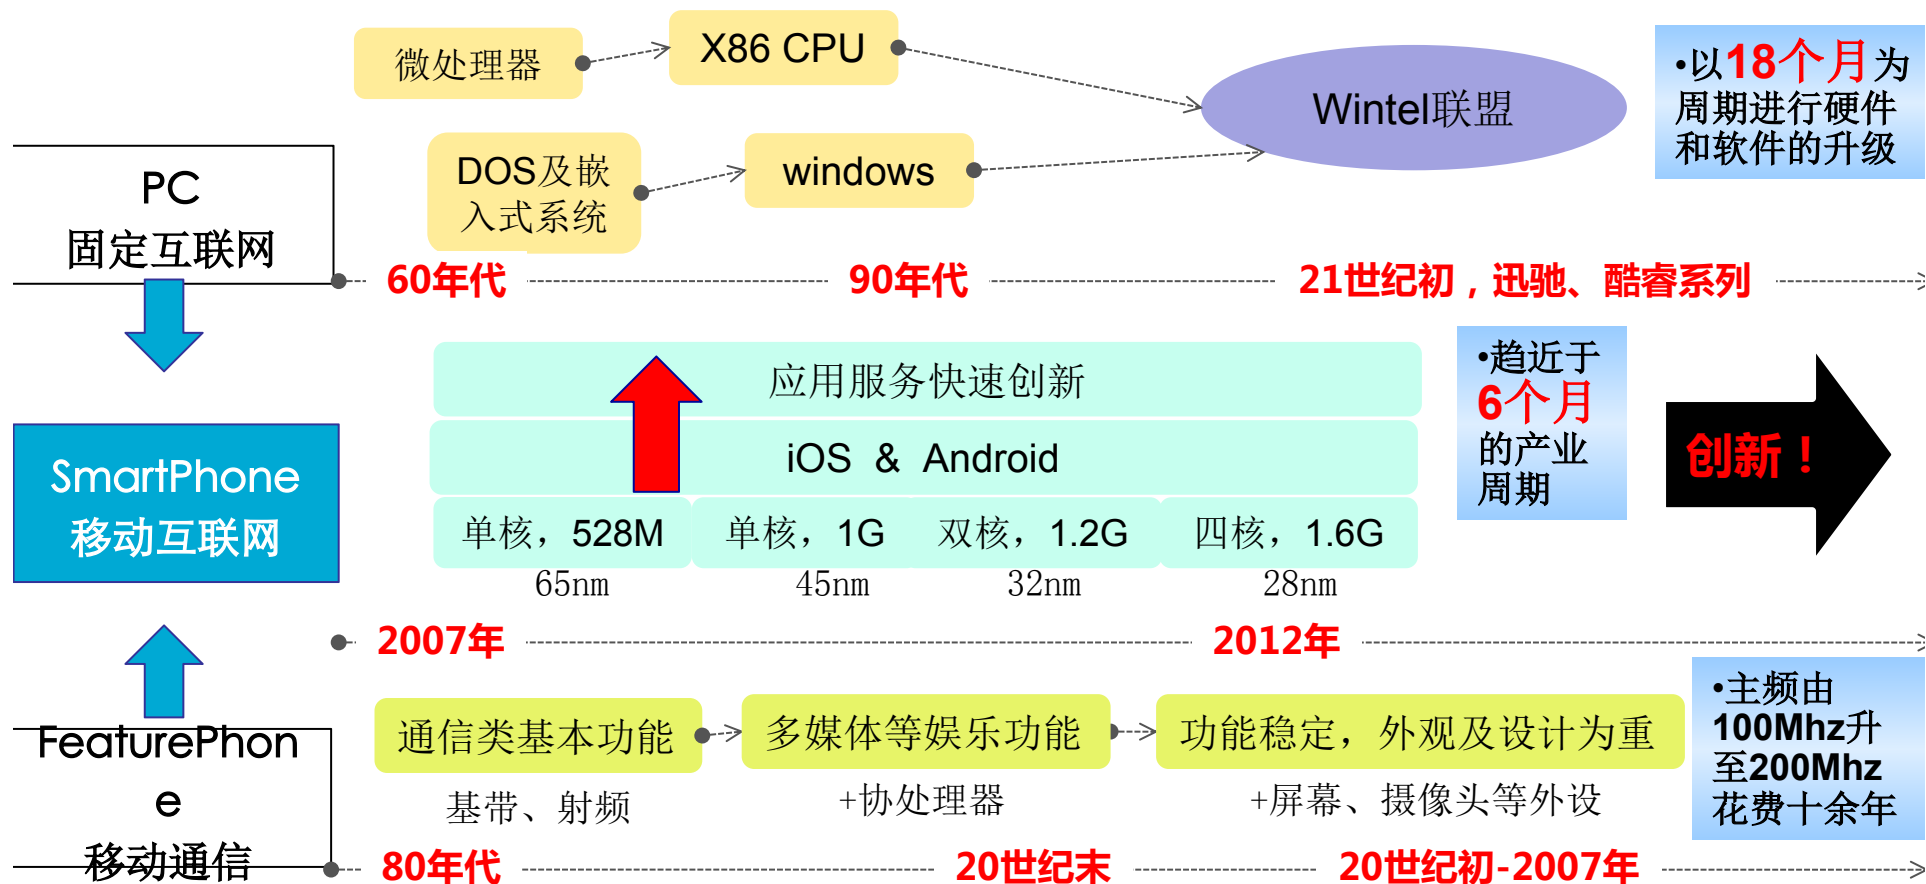 微处理器
X86 CPU
Wintel联盟
•以18个月为
周期进行硬件
和软件的升级
PC
固定互联网
DOS及嵌
入式系统
windows
60年代
90年代
21世纪初，迅驰、酷睿系列
应用服务快速创新
iOS & Android
单核，528M
单核，1G
双核，1.2G
四核，1.6G
65nm
45nm
32nm
28nm
•趋近于
6个月
的产业
周期
创新！
SmartPhone
移动互联网
2007年
2012年
FeaturePhon
e
移动通信
通信类基本功能
多媒体等娱乐功能
功能稳定，外观及设计为重
基带、射频
+协处理器
+屏幕、摄像头等外设
•主频由
100Mhz升
至200Mhz
花费十余年
80年代
20世纪末
20世纪初-2007年